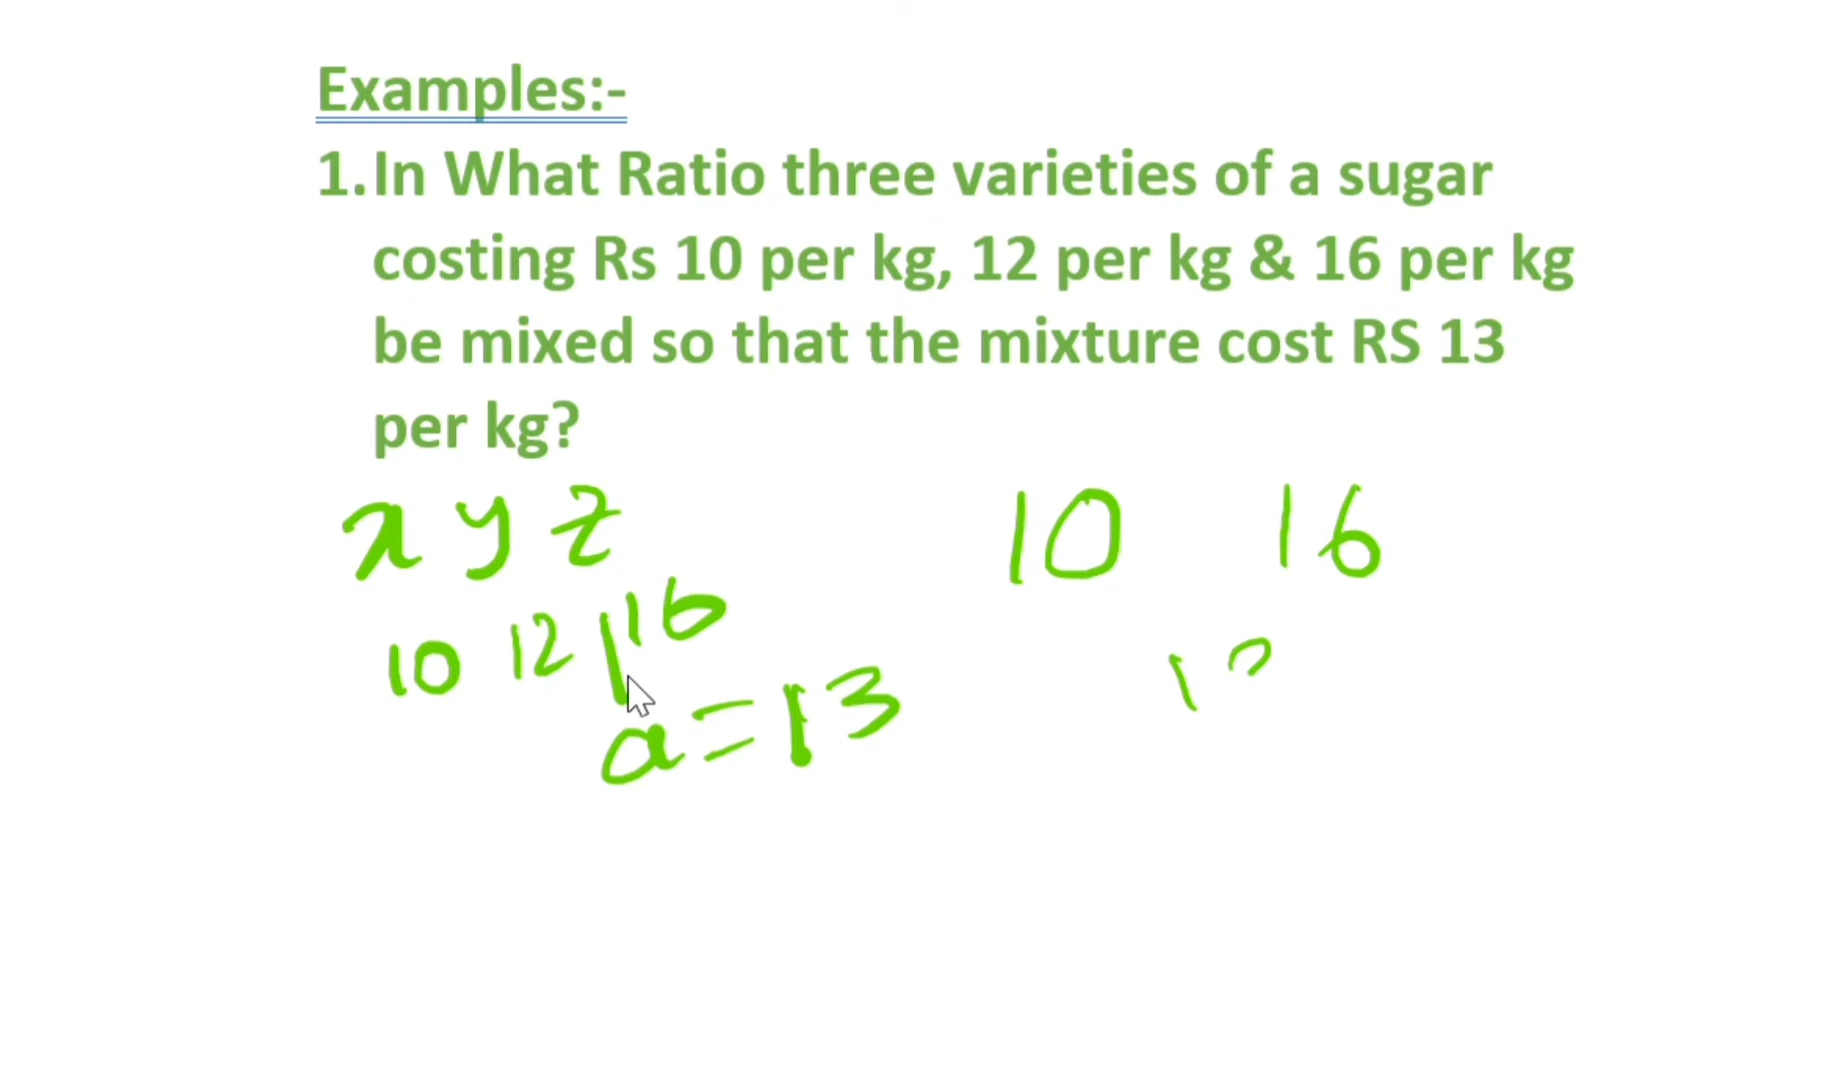 Examples:-
1. In What Ratio three varieties of a sugar
costing Rs 10 per kg, 12 per kg & 16 per kg
be mixed so that the mixture cost RS 13
per kg?
x y z 10 16
10 12 16
a = 13